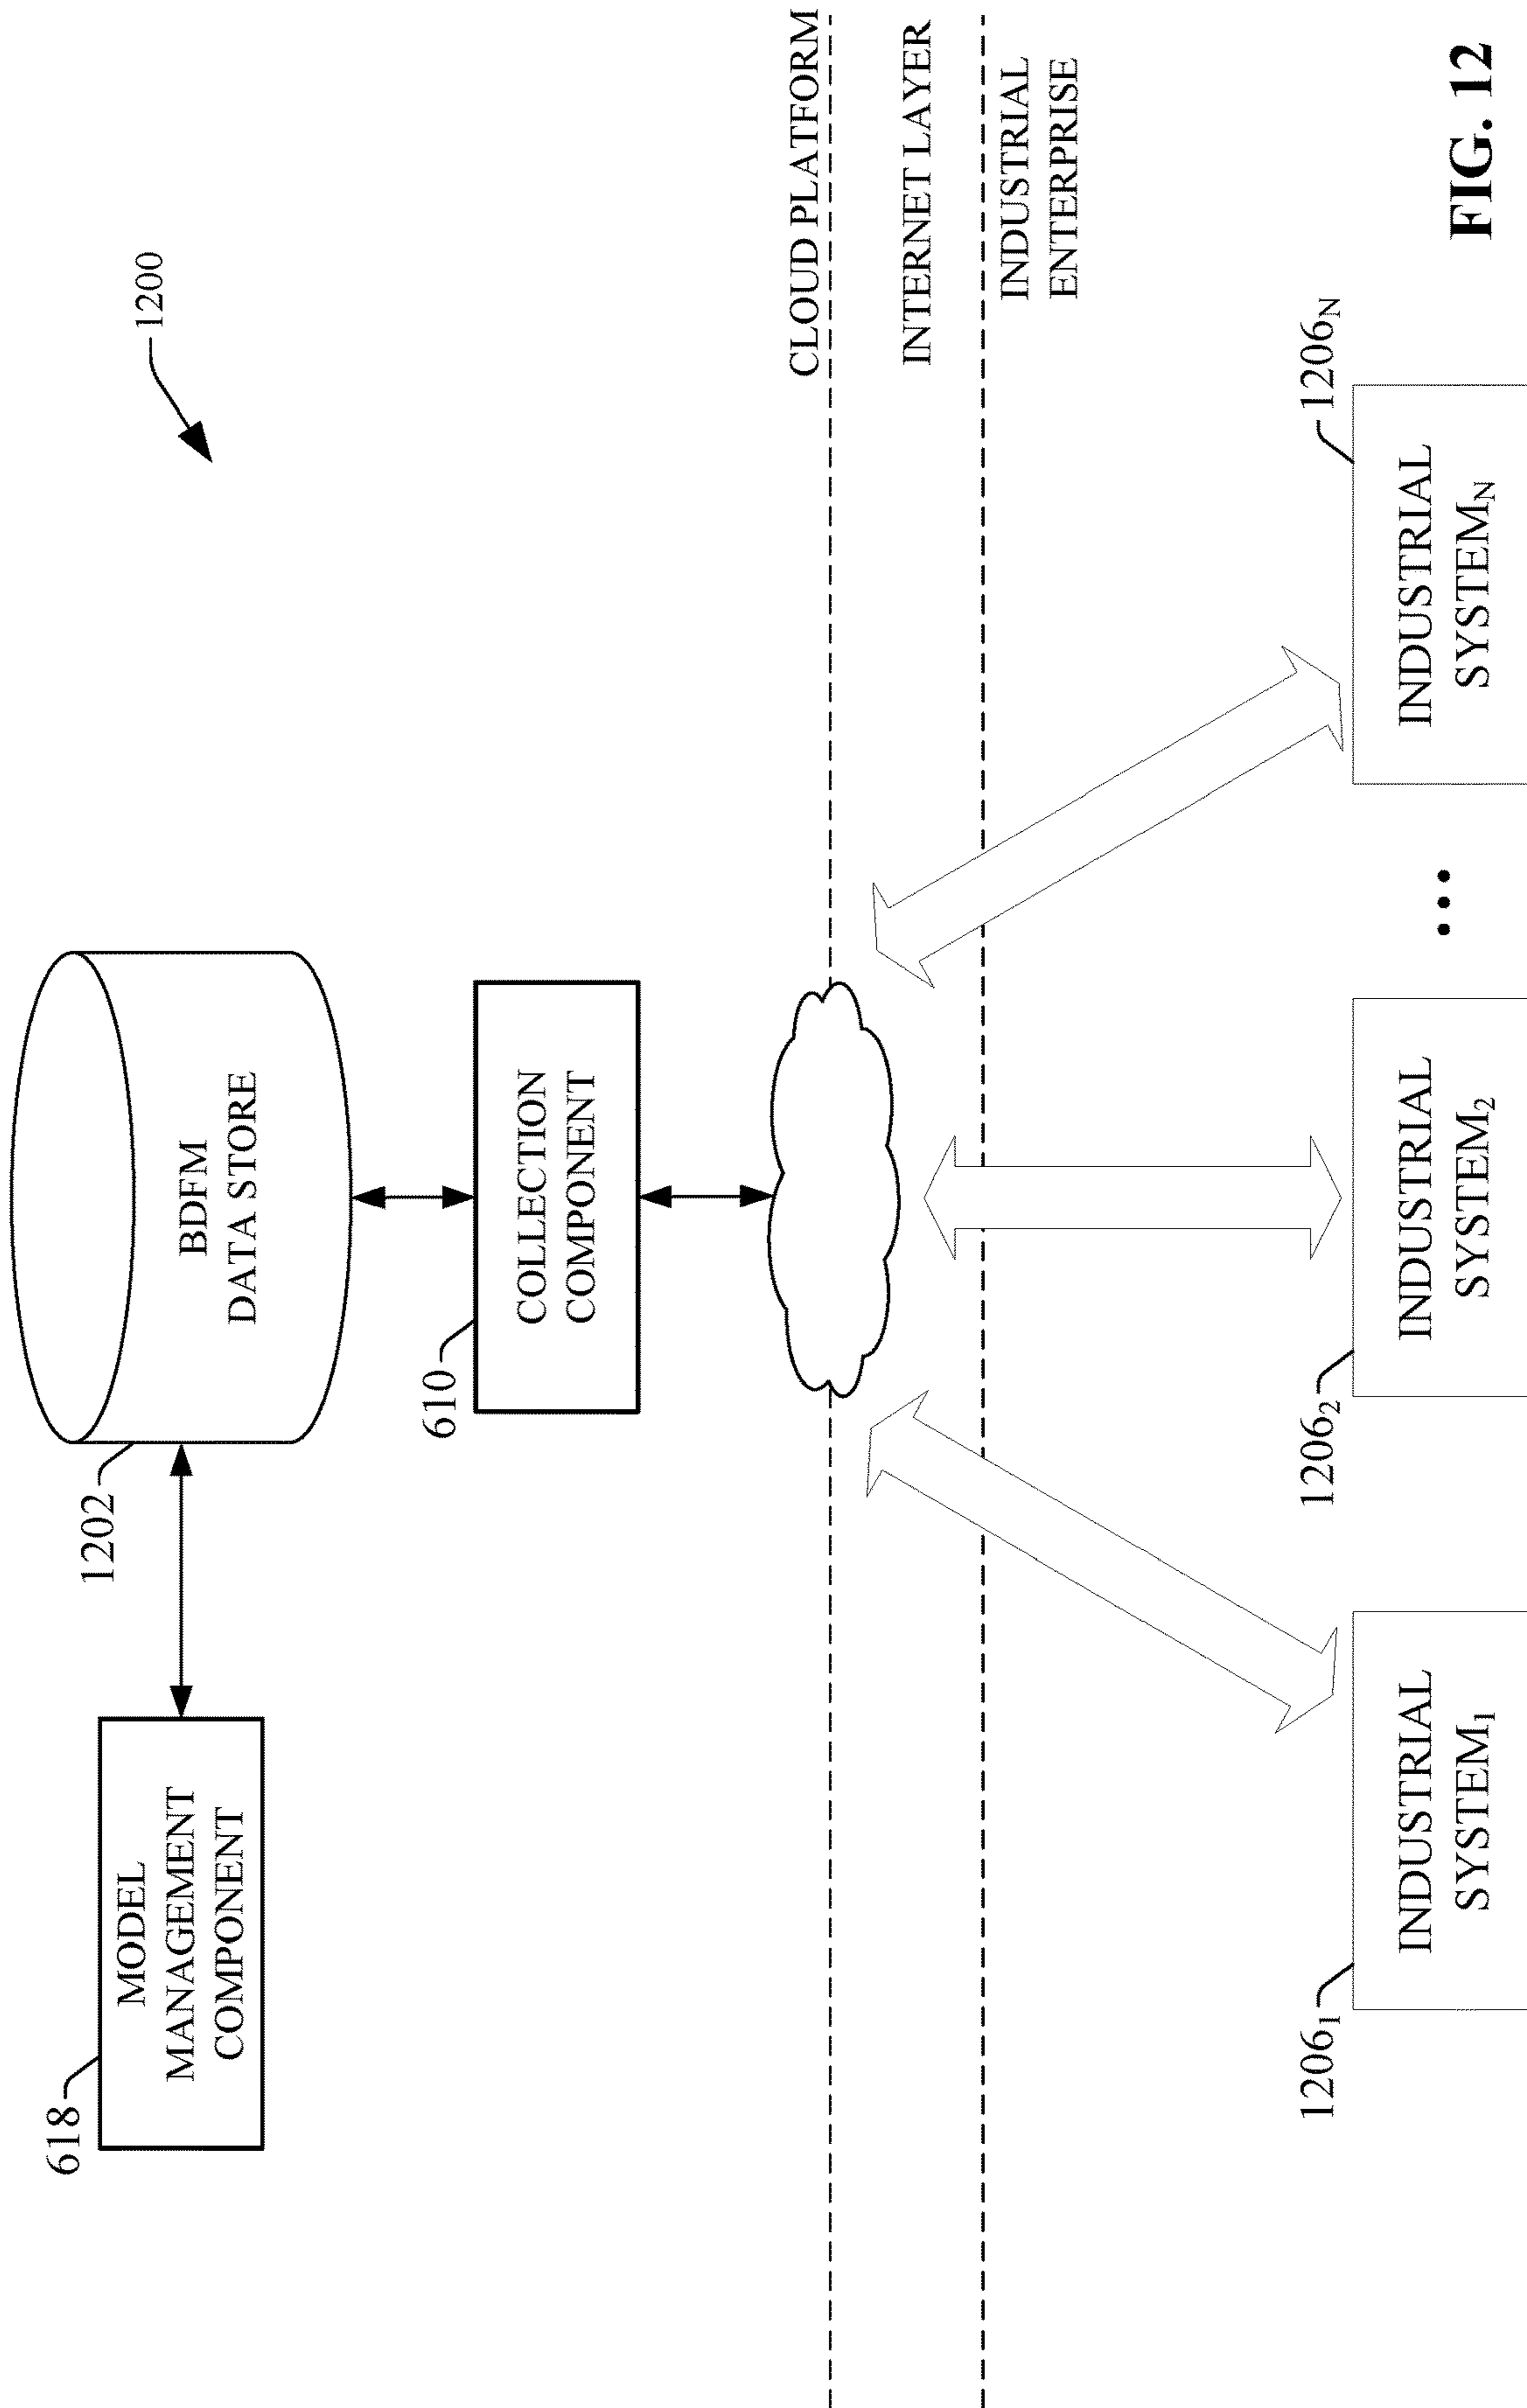 1200
618
MODEL
MANAGEMENT
COMPONENT
1202
BDFM
DATA STORE
610
COLLECTION
COMPONENT
CLOUD PLATFORM
INTERNET LAYER
INDUSTRIAL
ENTERPRISE
1206₁
INDUSTRIAL
SYSTEM₁
1206₂
INDUSTRIAL
SYSTEM₂
...
1206ₙ
INDUSTRIAL
SYSTEMₙ
FIG. 12